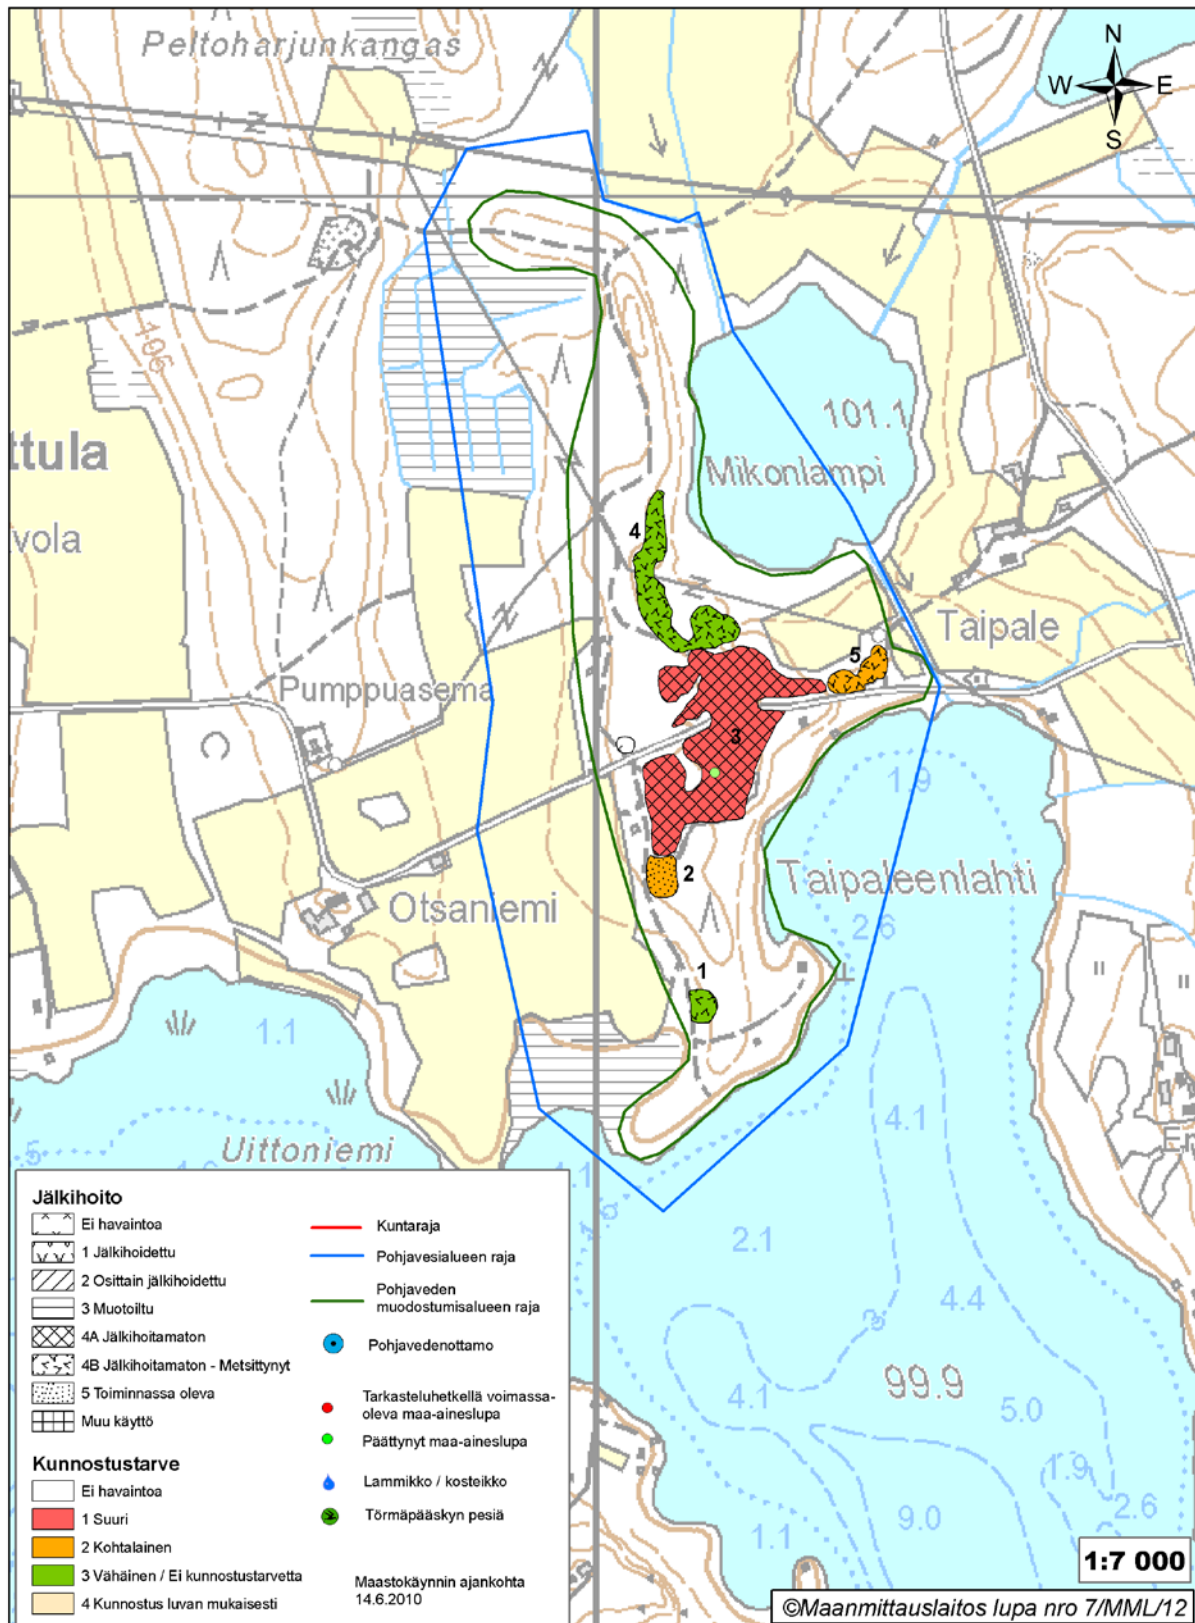 Peltoharjunkangas
N
W E
S
106
101.1
Mikonlampi
ttula
vola
4
Taipale
5
Pumppuasema
3
1.9
2
Taipaleenlahti
Otsaniemi
2.6
1
1.1
4.1
Uittoniemi
2.1
4.4
3
99.9
4.1
5.0
1.9
2.6
9.0
1.1
Jälkihoito
Ei havaintoa
1 Jälkihoidettu
2 Osittain jälkihoidettu
3 Muotoiltu
4A Jälkihoitamaton
4B Jälkihoitamaton - Metsittynyt
5 Toiminnassa oleva
Muu käyttö
Kunnostustarve
Ei havaintoa
1 Suuri
2 Kohtalainen
3 Vähäinen / Ei kunnostustarvetta
4 Kunnostus luvan mukaisesti
Kuntaraja
Pohjavesialueen raja
Pohjaveden
muodostumisalueen raja
Pohjavedenottamo
Tarkasteluhetkellä voimassa-
oleva maa-aineslupa
Päättynyt maa-aineslupa
Lammikko / kosteikko
Törmäpääskyn pesiä
Maastokäynnin ajankohta
14.6.2010
1:7 000
©Maanmittauslaitos lupa nro 7/MML/12